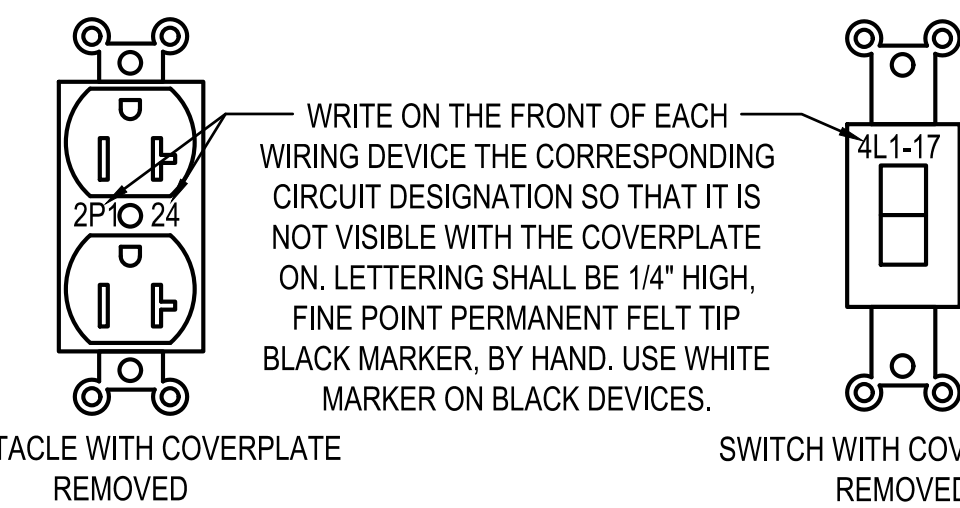 WRITE ON THE FRONT OF EACH
WIRING DEVICE THE CORRESPONDING
CIRCUIT DESIGNATION SO THAT IT IS
NOT VISIBLE WITH THE COVERPLATE
ON. LETTERING SHALL BE 1/4" HIGH,
FINE POINT PERMANENT FELT TIP
BLACK MARKER, BY HAND. USE WHITE
MARKER ON BLACK DEVICES.
2P1 24
4L1-17
TACLE WITH COVERPLATE
REMOVED
SWITCH WITH COV
REMOVED